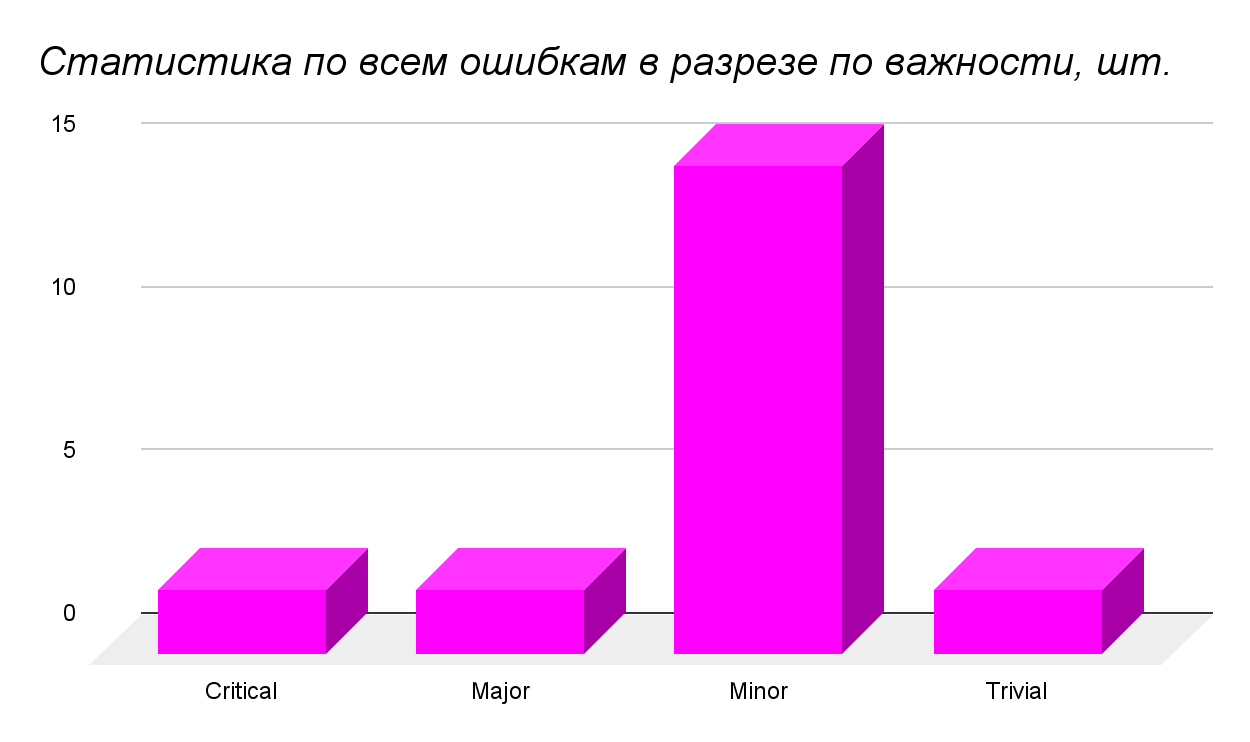 Статистика по всем ошибкам в разрезе по важности, шт.
15
10
5
0
Critical Major Minor Trivial